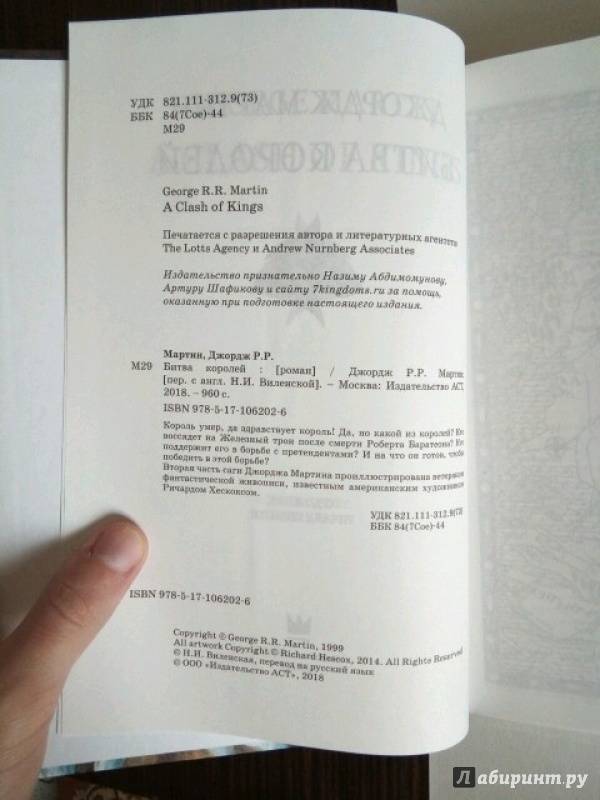 УДК 821.111-312.9(73)
ББК 84(7Сое)-44
М29
George R.R. Martin
A Clash of Kings
Печатается с разрешения автора и литературных агентств
The Lotts Agency и Andrew Nurnberg Associates
Издательство признательно Назиму Абдимомунову,
Артуру Шафикову и сайту 7kingdoms.ru за помощь,
оказанную при подготовке настоящего издания.
Мартин, Джордж Р.Р.
М29 Битва королей : [роман] / Джордж Р.Р. Мартин
[пер. с англ. Н.И. Виленской]. – Москва: Издательство АСТ,
2018. – 960 с.
ISBN 978-5-17-106202-6
Король умер, да здравствует король! Да, но какой из королей? Кто
воссядет на Железный трон после смерти Роберта Баратеона? Кто
поддержит его в борьбе с претендентами? И на что он готов, чтобы
победить в этой борьбе?
Вторая часть саги Джорджа Мартина проиллюстрирована ветераном
фантастической живописи, известным американским художником
Ричардом Хескоксом.
УДК 821.111-312.9(73)
ББК 84(7Сое)-44
ISBN 978-5-17-106202-6
Copyright © George R.R. Martin, 1999
All artwork Copyright © Richard Hescox, 2014. All Rights Reserved
© Н.И. Виленская, перевод на русский язык
© ООО «Издательство АСТ», 2018
Лабиринт.ру